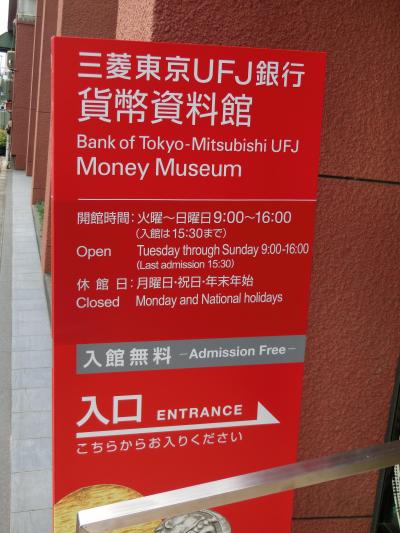 三菱東京UFJ銀行
貨幣資料館
Bank of Tokyo-Mitsubishi UFJ
Money Museum
開館時間：火曜～日曜日9:00～16:00
（入館は15:30まで）
Open Tuesday through Sunday 9:00-16:00
(Last admission 15:30)
休館日：月曜日・祝日・年末年始
Closed Monday and National holidays
入館無料 －Admission Free－
入口 ENTRANCE
こちらからお入りください